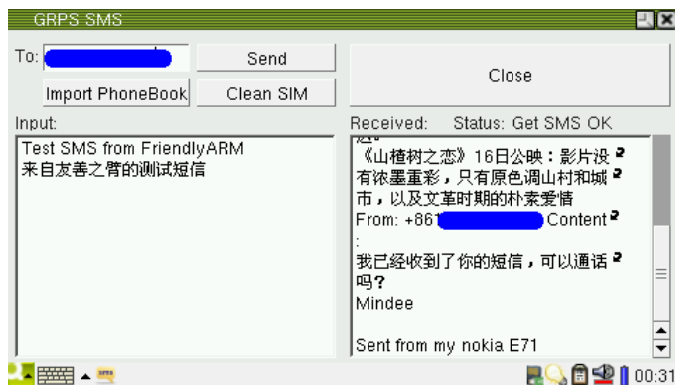 GRPS SMS
To:
Send
Import PhoneBook
Clean SIM
Close
Input:
Test SMS from FriendlyARM
来自友善之臂的测试短信
Received:
Status: Get SMS OK
《山楂树之恋》16日公映：影片没
有浓墨重彩，只有原色调山村和城
市，以及文革时期的朴素爱情
From: +861
Content
:
我已经收到了你的短信，可以通话
吗?
Mindee
Sent from my nokia E71
00:31